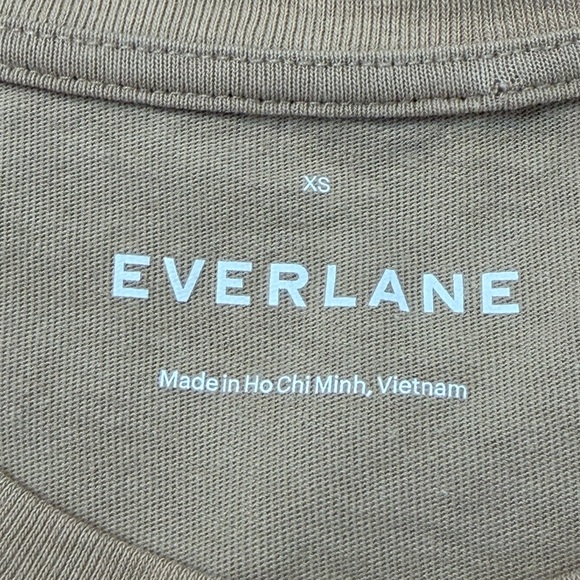 XS
EVERLANE
Made in Ho Chi Minh, Vietnam